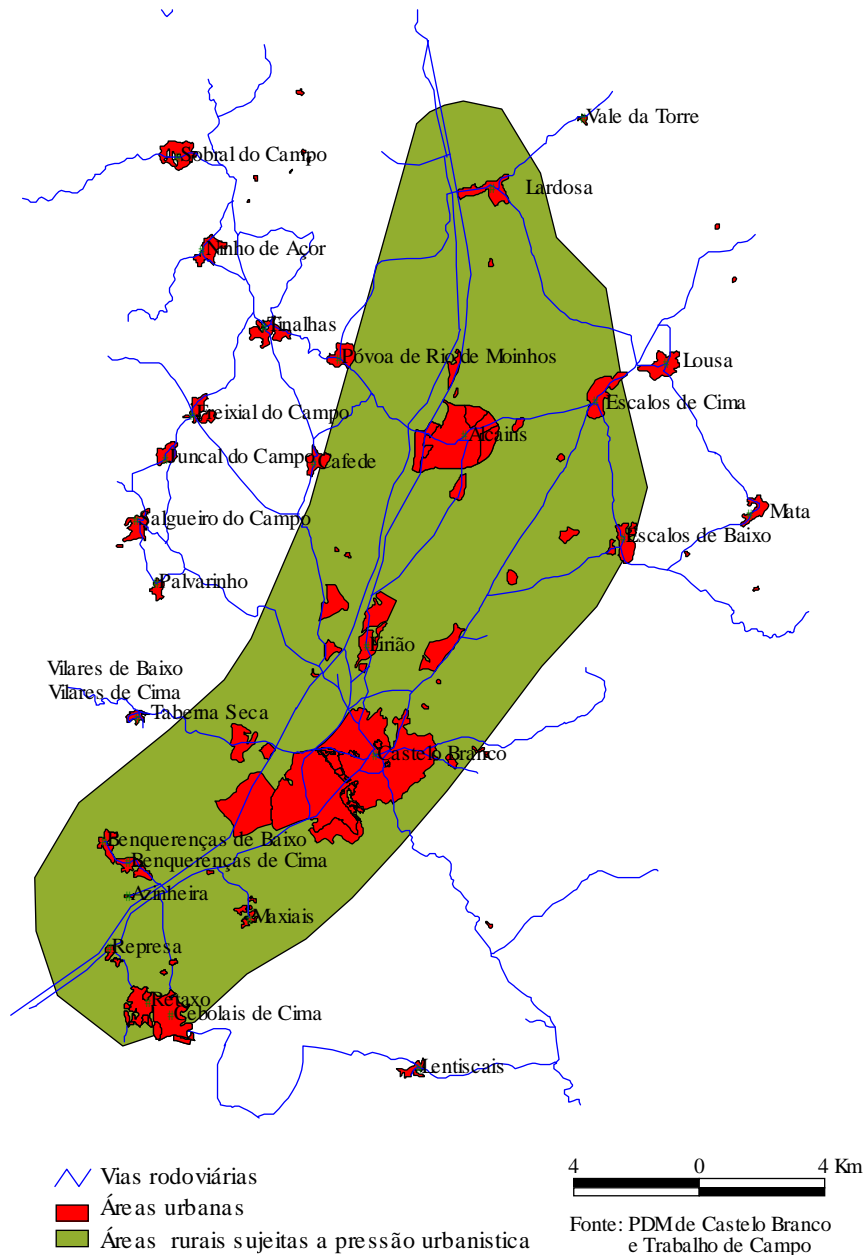 Vale da Torre
Sobral do Campo
Lardosa
Ninho de Açor
Tinalhas
Póvoa de Rio de Moinhos
Lousa
Escalos de Cima
Freixial do Campo
Alcains
Juncal do Campo
Cafede
Salgueiro do Campo
Mata
Escalos de Baixo
Palvarinho
Lirião
Vilares de Baixo
Vilares de Cima
Taberna Seca
Castelo Branco
Benquerenças de Baixo
Benquerenças de Cima
Azinheira
Maxiais
Represa
Retaxo
Cebolais de Cima
Lentiscais
Vias rodoviárias
Áreas urbanas
Áreas rurais sujeitas a pressão urbanistica
4 0 4 Km
Fonte: PDM de Castelo Branco
e Trabalho de Campo